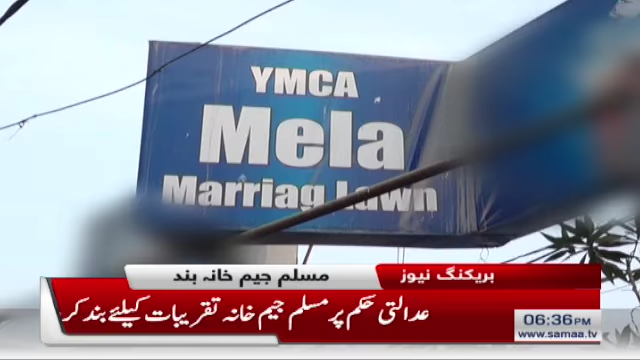 YMCA
Mela
Marriag Lawn
مسلم جیم خانہ بند
بریکنگ نیوز
عدالتی حکم پر مسلم جیم خانہ تقریبات کیلئے بند کر
06:36PM
www.samaa.tv